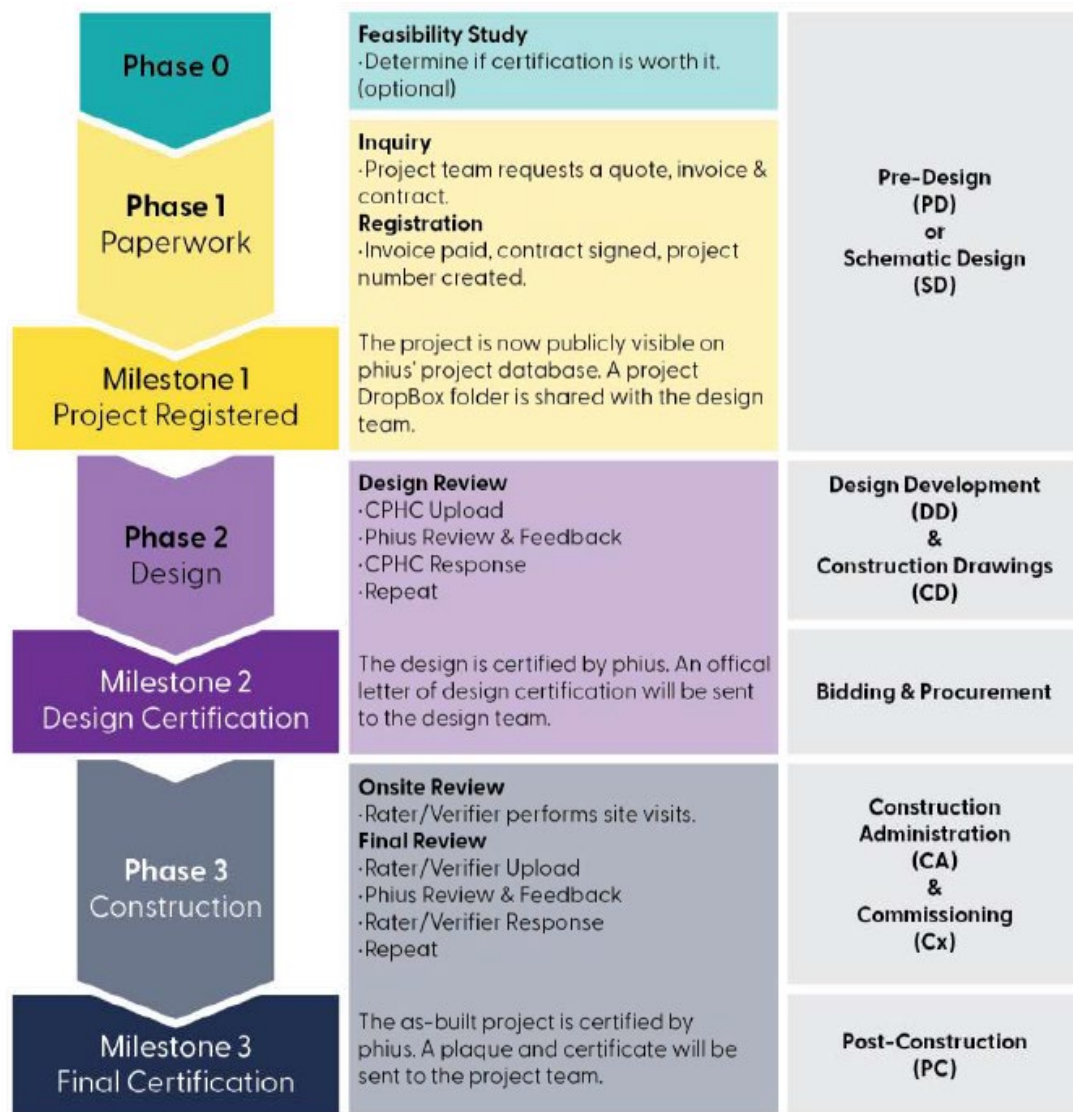 Phase 0
Feasibility Study
·Determine if certification is worth it.
(optional)
Phase 1
Paperwork
Inquiry
·Project team requests a quote, invoice &
contract.
Registration
·Invoice paid, contract signed, project
number created.
Pre-Design
(PD)
or
Schematic Design
(SD)
Milestone 1
Project Registered
The project is now publicly visible on
phius' project database. A project
DropBox folder is shared with the design
team.
Phase 2
Design
Design Review
·CPHC Upload
·Phius Review & Feedback
·CPHC Response
·Repeat
Design Development
(DD)
&
Construction Drawings
(CD)
Milestone 2
Design Certification
The design is certified by phius. An offical
letter of design certification will be sent
to the design team.
Bidding & Procurement
Phase 3
Construction
Onsite Review
·Rater/Verifier performs site visits.
Final Review
·Rater/Verifier Upload
·Phius Review & Feedback
·Rater/Verifier Response
·Repeat
Construction
Administration
(CA)
&
Commissioning
(Cx)
Milestone 3
Final Certification
The as-built project is certified by
phius. A plaque and certificate will be
sent to the project team.
Post-Construction
(PC)